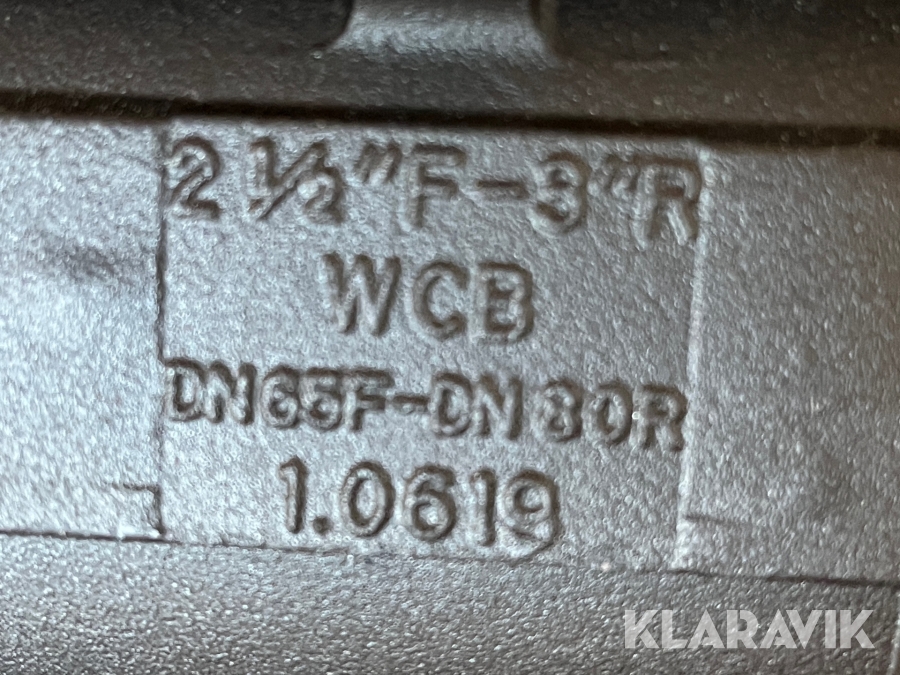 2 ½"F-3"R
WCB
DN65F-DN80R
1.0619
KLARAVIK